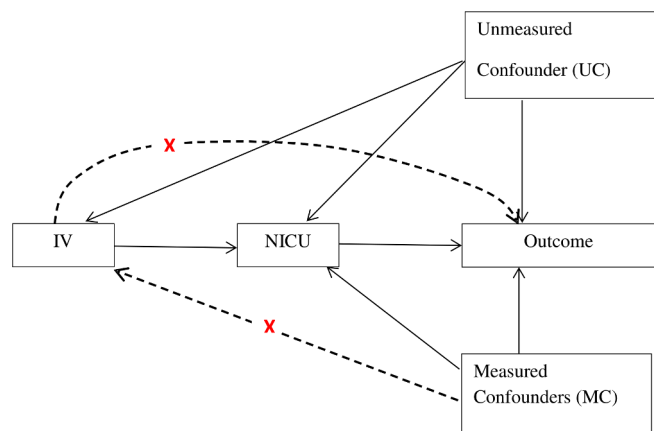 Unmeasured
Confounder (UC)
X
IV
NICU
Outcome
X
Measured
Confounders (MC)